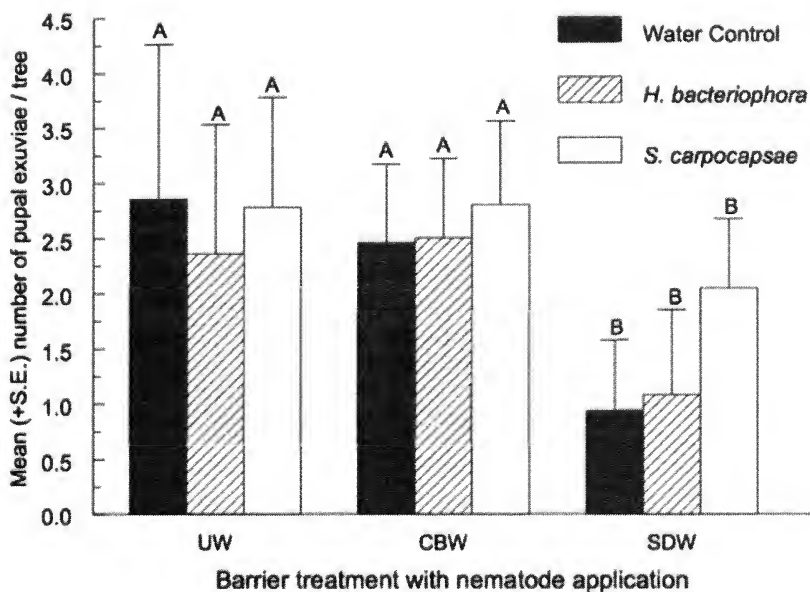 Mean (+S.E.) number of pupal exuviae / tree
4.5
4.0
3.5
3.0
2.5
2.0
1.5
1.0
0.5
0.0
A
A
A
A
A
A
B
B
B
Water Control
H. bacteriophora
S. carpocapsae
UW
CBW
SDW
Barrier treatment with nematode application